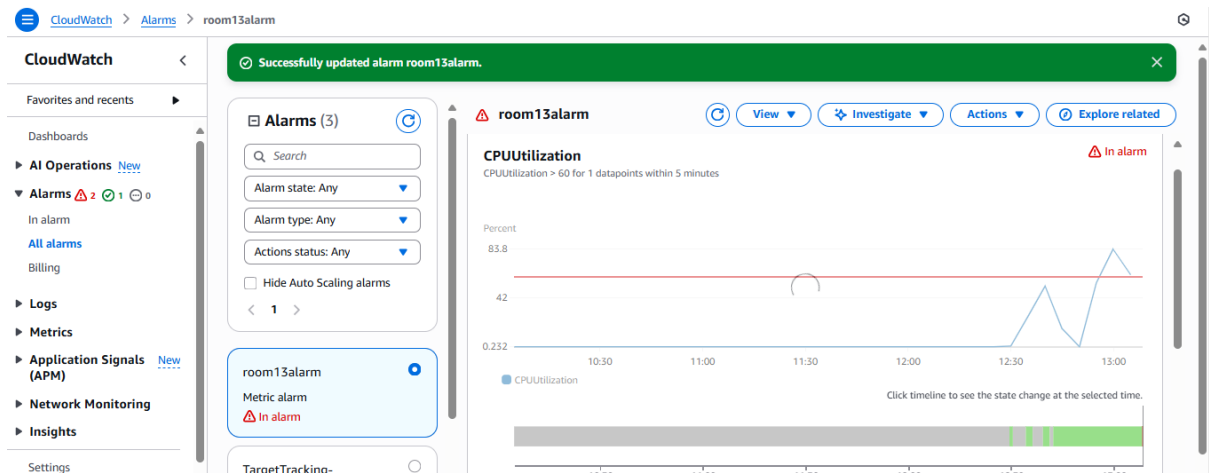 CloudWatch > Alarms > room13alarm
CloudWatch
Favorites and recents
Dashboards
AI Operations New
Alarms 2 1 0
In alarm
All alarms
Billing
Logs
Metrics
Application Signals New
(APM)
Network Monitoring
Insights
Settings
Successfully updated alarm room13alarm.
Alarms (3)
Search
Alarm state: Any
Alarm type: Any
Actions status: Any
Hide Auto Scaling alarms
< 1 >
room13alarm
Metric alarm
In alarm
TargetTracking-
room13alarm
View
Investigate
Actions
Explore related
CPUUtilization
In alarm
CPUUtilization > 60 for 1 datapoints within 5 minutes
Percent
83.8
42
0.232
10:30 11:00 11:30 12:00 12:30 13:00
CPUUtilization
Click timeline to see the state change at the selected time.